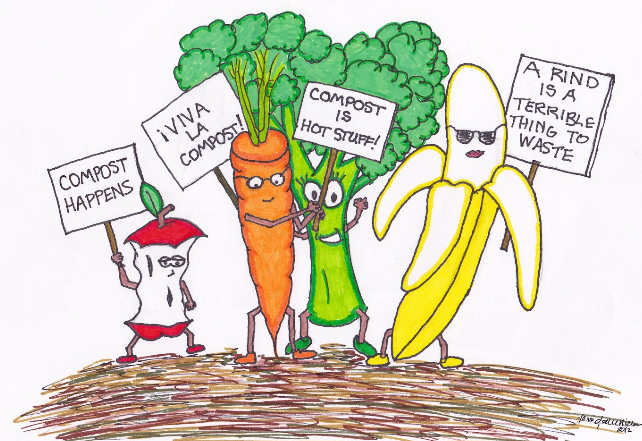 COMPOST
HAPPENS
¡VIVA
LA
COMPOST!
COMPOST
IS
HOT STUFF!
A RIND
IS A
TERRIBLE
THING TO
WASTE